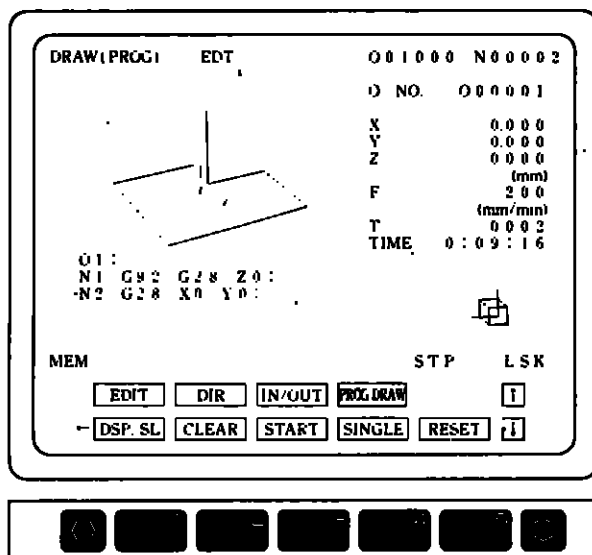 DRAW(PROG) EDT O01000 N00002
O NO. O00001
X 0.000
Y 0.000
Z 0000
(mm)
F 200
(mm/min)
T 0002
TIME 0:09:16
O1:
N1 G92 G28 Z0:
N2 G28 X0 Y0:
MEM STP LSK
EDIT DIR IN/OUT PROG. DRAW
DSP. SL CLEAR START SINGLE RESET